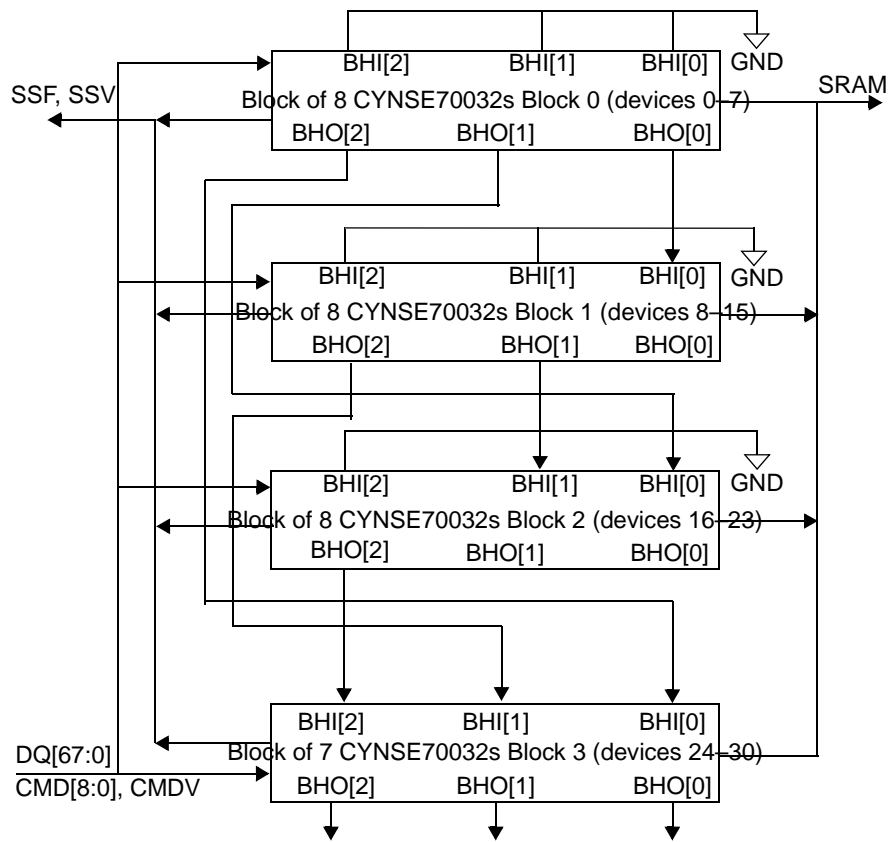 BHI[2] BHI[1] BHI[0] GND
SSF, SSV
Block of 8 CYNSE70032s Block 0 (devices 0–7)
SRAM
BHO[2] BHO[1] BHO[0]
BHI[2] BHI[1] BHI[0] GND
Block of 8 CYNSE70032s Block 1 (devices 8–15)
BHO[2] BHO[1] BHO[0]
BHI[2] BHI[1] BHI[0] GND
Block of 8 CYNSE70032s Block 2 (devices 16–23)
BHO[2] BHO[1] BHO[0]
BHI[2] BHI[1] BHI[0]
DQ[67:0]
Block of 7 CYNSE70032s Block 3 (devices 24–30)
CMD[8:0], CMDV
BHO[2] BHO[1] BHO[0]